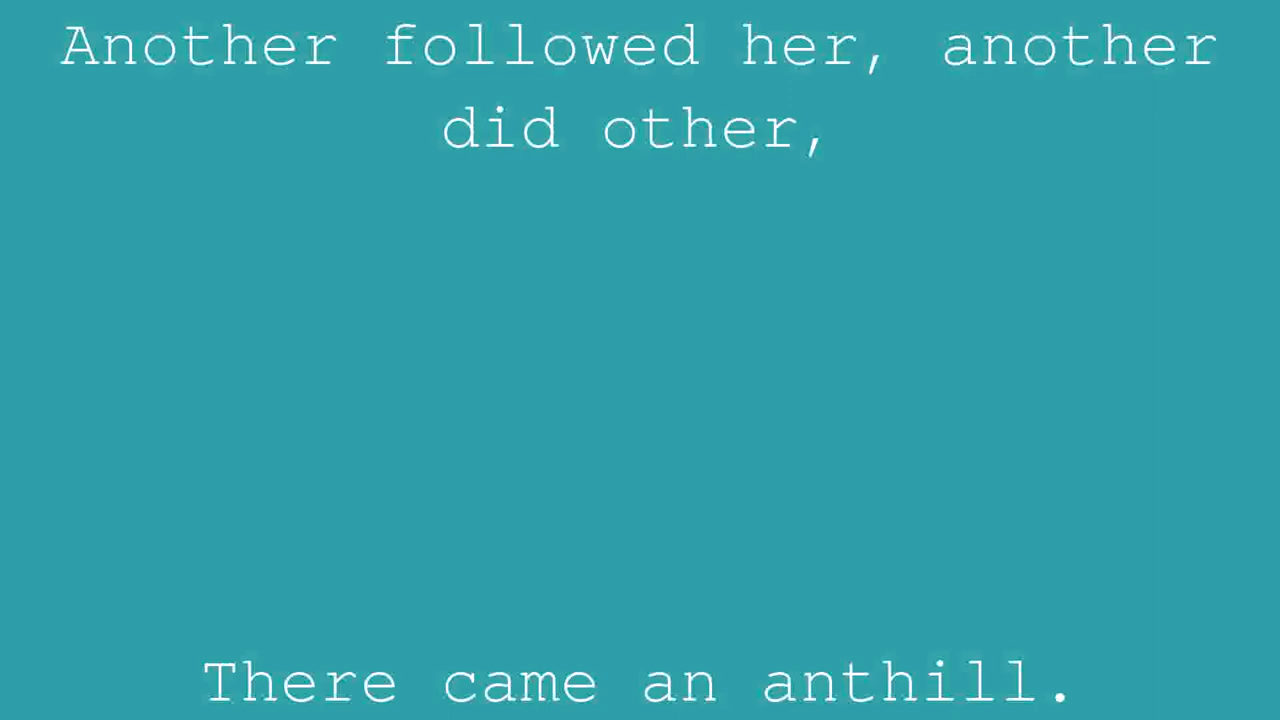 Another followed her, another
did other,
There came an anthill.